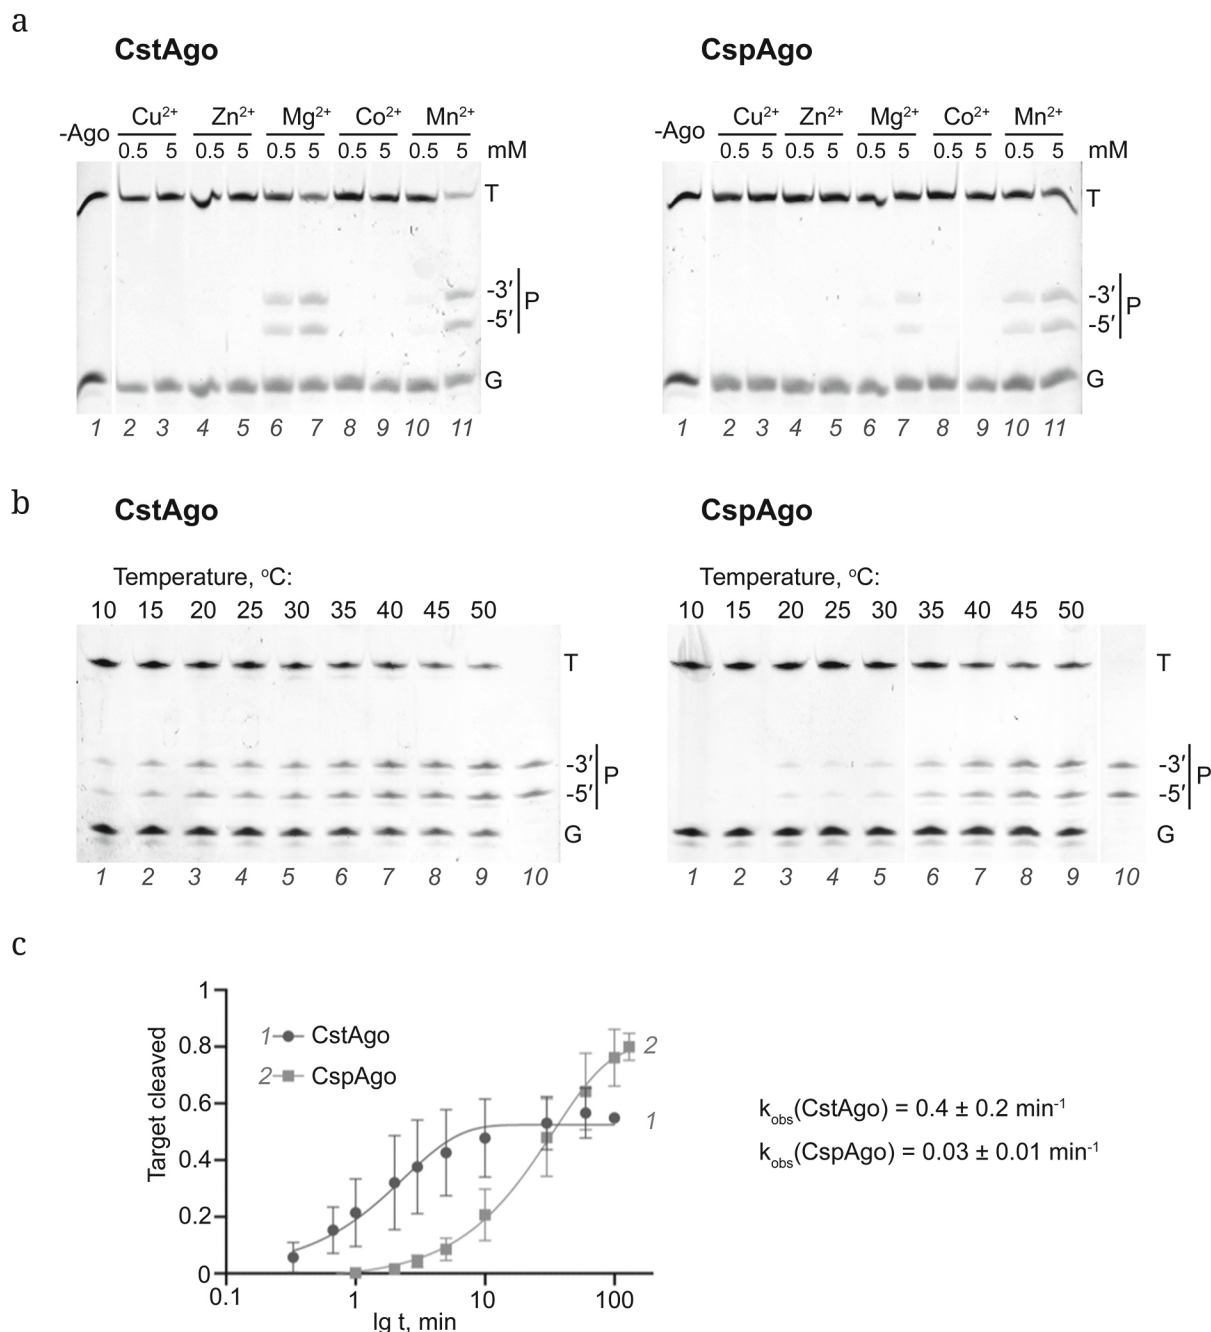 a
CstAgo CspAgo
-Ago Cu²⁺ Zn²⁺ Mg²⁺ Co²⁺ Mn²⁺
0.5 5 0.5 5 0.5 5 0.5 5 0.5 5 mM
T
-3′
-5′
P
G
1 2 3 4 5 6 7 8 9 10 11
-Ago Cu²⁺ Zn²⁺ Mg²⁺ Co²⁺ Mn²⁺
0.5 5 0.5 5 0.5 5 0.5 5 0.5 5 mM
T
-3′
-5′
P
G
1 2 3 4 5 6 7 8 9 10 11
b
CstAgo CspAgo
Temperature, ºC:
10 15 20 25 30 35 40 45 50
T
-3′
-5′
P
G
1 2 3 4 5 6 7 8 9 10
Temperature, ºC:
10 15 20 25 30 35 40 45 50
T
-3′
-5′
P
G
1 2 3 4 5 6 7 8 9 10
c
Target cleaved
1
0.8
0.6
0.4
0.2
0
1 CstAgo
2 CspAgo
2
1
0.1 1 10 100
lg t, min
k_obs(CstAgo) = 0.4 ± 0.2 min⁻¹
k_obs(CspAgo) = 0.03 ± 0.01 min⁻¹